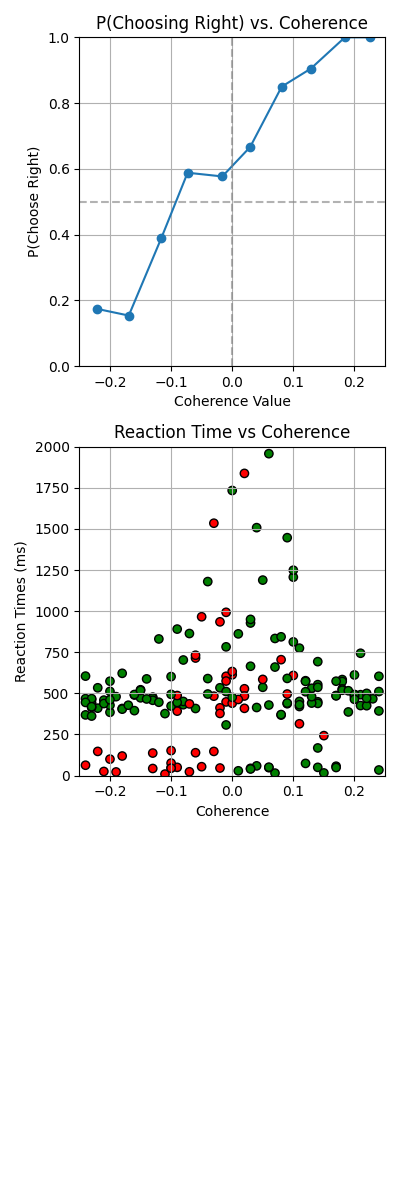 P(Choosing Right) vs. Coherence
1.0
0.8
0.6
0.4
0.2
0.0
P(Choose Right)
−0.2 −0.1 0.0 0.1 0.2
Coherence Value
Reaction Time vs Coherence
2000
1750
1500
1250
1000
750
500
250
0
Reaction Times (ms)
−0.2 −0.1 0.0 0.1 0.2
Coherence